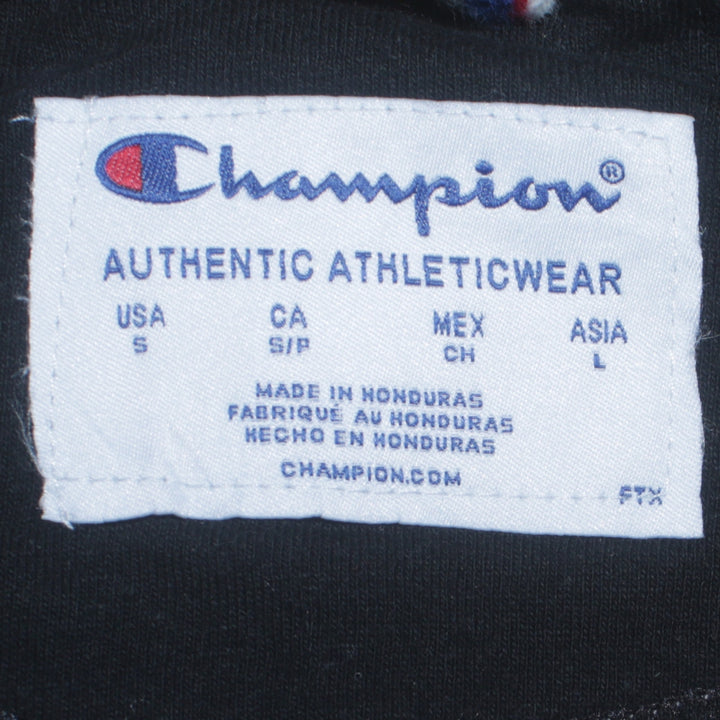 Champion®
AUTHENTIC ATHLETICWEAR
USA CA MEX ASIA
S S/P CH L
MADE IN HONDURAS
FABRIQUÉ AU HONDURAS
HECHO EN HONDURAS
CHAMPION.COM
FTX